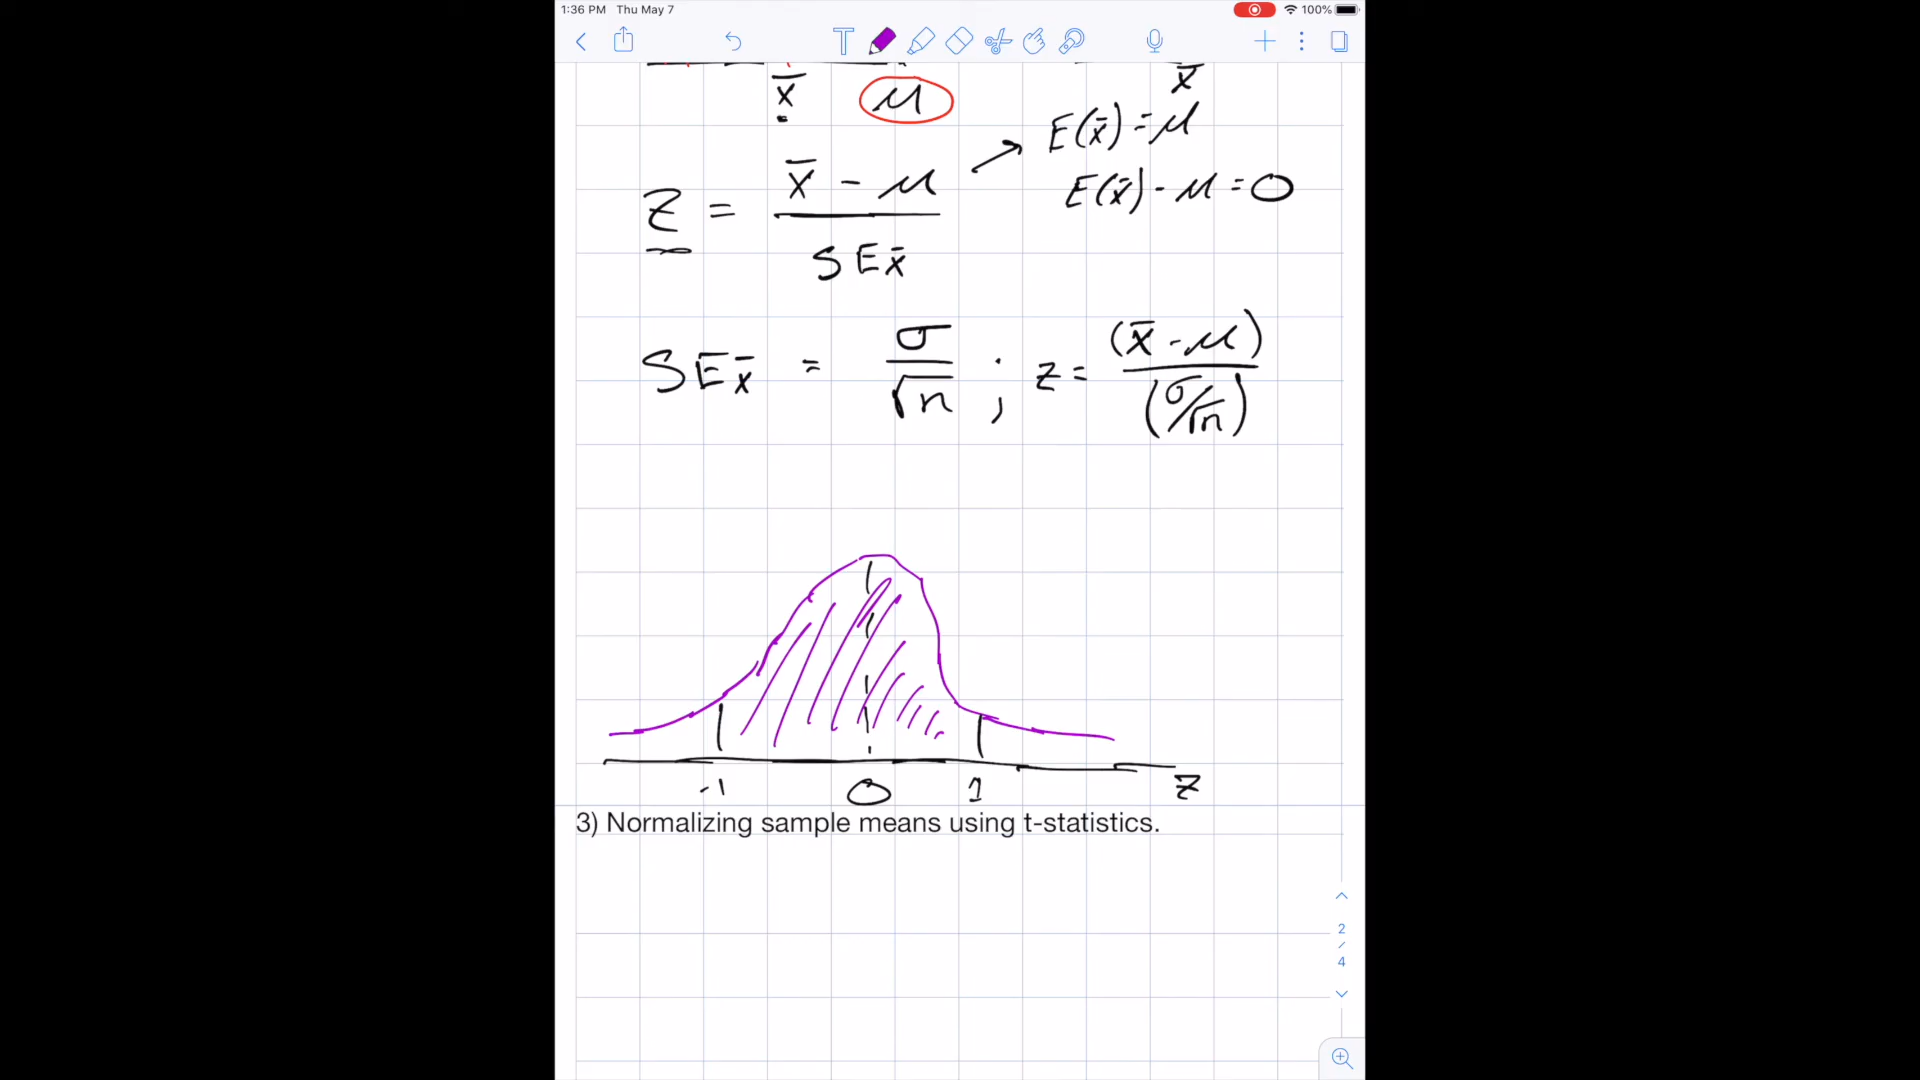 1:36 PM Thu May 7 100%
x̄ μ x̄
E(x̄) = μ
z = (x̄ - μ) / SEx̄
E(x̄) - μ = 0
SEx̄ = σ/√n ; z = (x̄ - μ) / (σ/√n)
-1 0 1 z
3) Normalizing sample means using t-statistics.
2
/
4